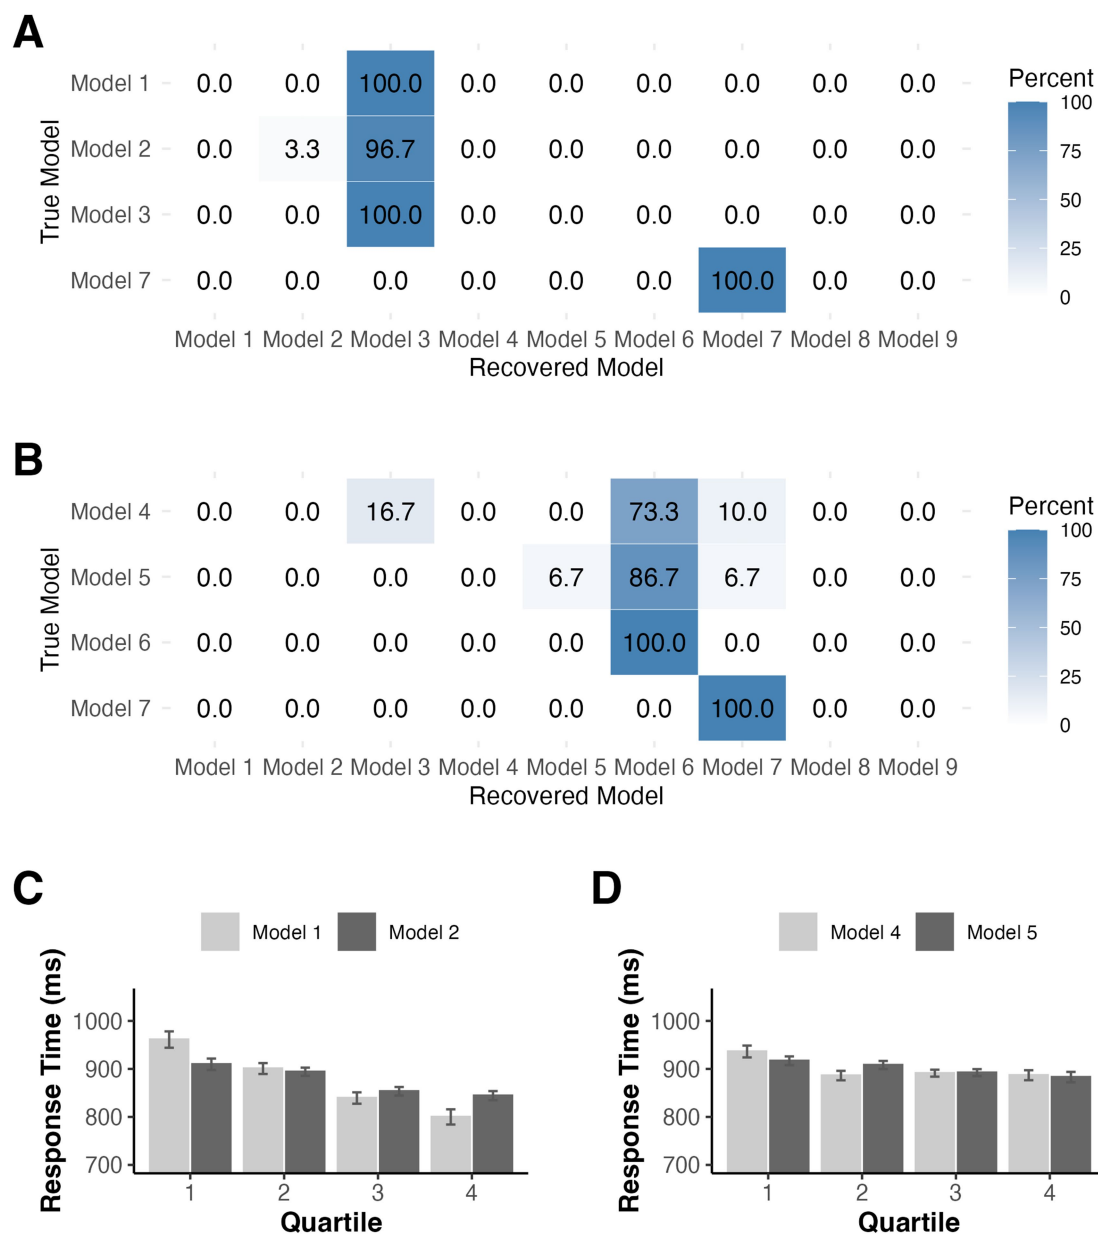 A
Model 1 0.0 0.0 100.0 0.0 0.0 0.0 0.0 0.0 0.0
Model 2 0.0 3.3 96.7 0.0 0.0 0.0 0.0 0.0 0.0
Model 3 0.0 0.0 100.0 0.0 0.0 0.0 0.0 0.0 0.0
Model 7 0.0 0.0 0.0 0.0 0.0 0.0 100.0 0.0 0.0
True Model
Model 1 Model 2 Model 3 Model 4 Model 5 Model 6 Model 7 Model 8 Model 9
Recovered Model
Percent
100
75
50
25
0
B
Model 4 0.0 0.0 16.7 0.0 0.0 73.3 10.0 0.0 0.0
Model 5 0.0 0.0 0.0 0.0 6.7 86.7 6.7 0.0 0.0
Model 6 0.0 0.0 0.0 0.0 0.0 100.0 0.0 0.0 0.0
Model 7 0.0 0.0 0.0 0.0 0.0 0.0 100.0 0.0 0.0
True Model
Model 1 Model 2 Model 3 Model 4 Model 5 Model 6 Model 7 Model 8 Model 9
Recovered Model
Percent
100
75
50
25
0
C
Model 1 Model 2
Response Time (ms)
1000
900
800
700
1 2 3 4
Quartile
D
Model 4 Model 5
Response Time (ms)
1000
900
800
700
1 2 3 4
Quartile